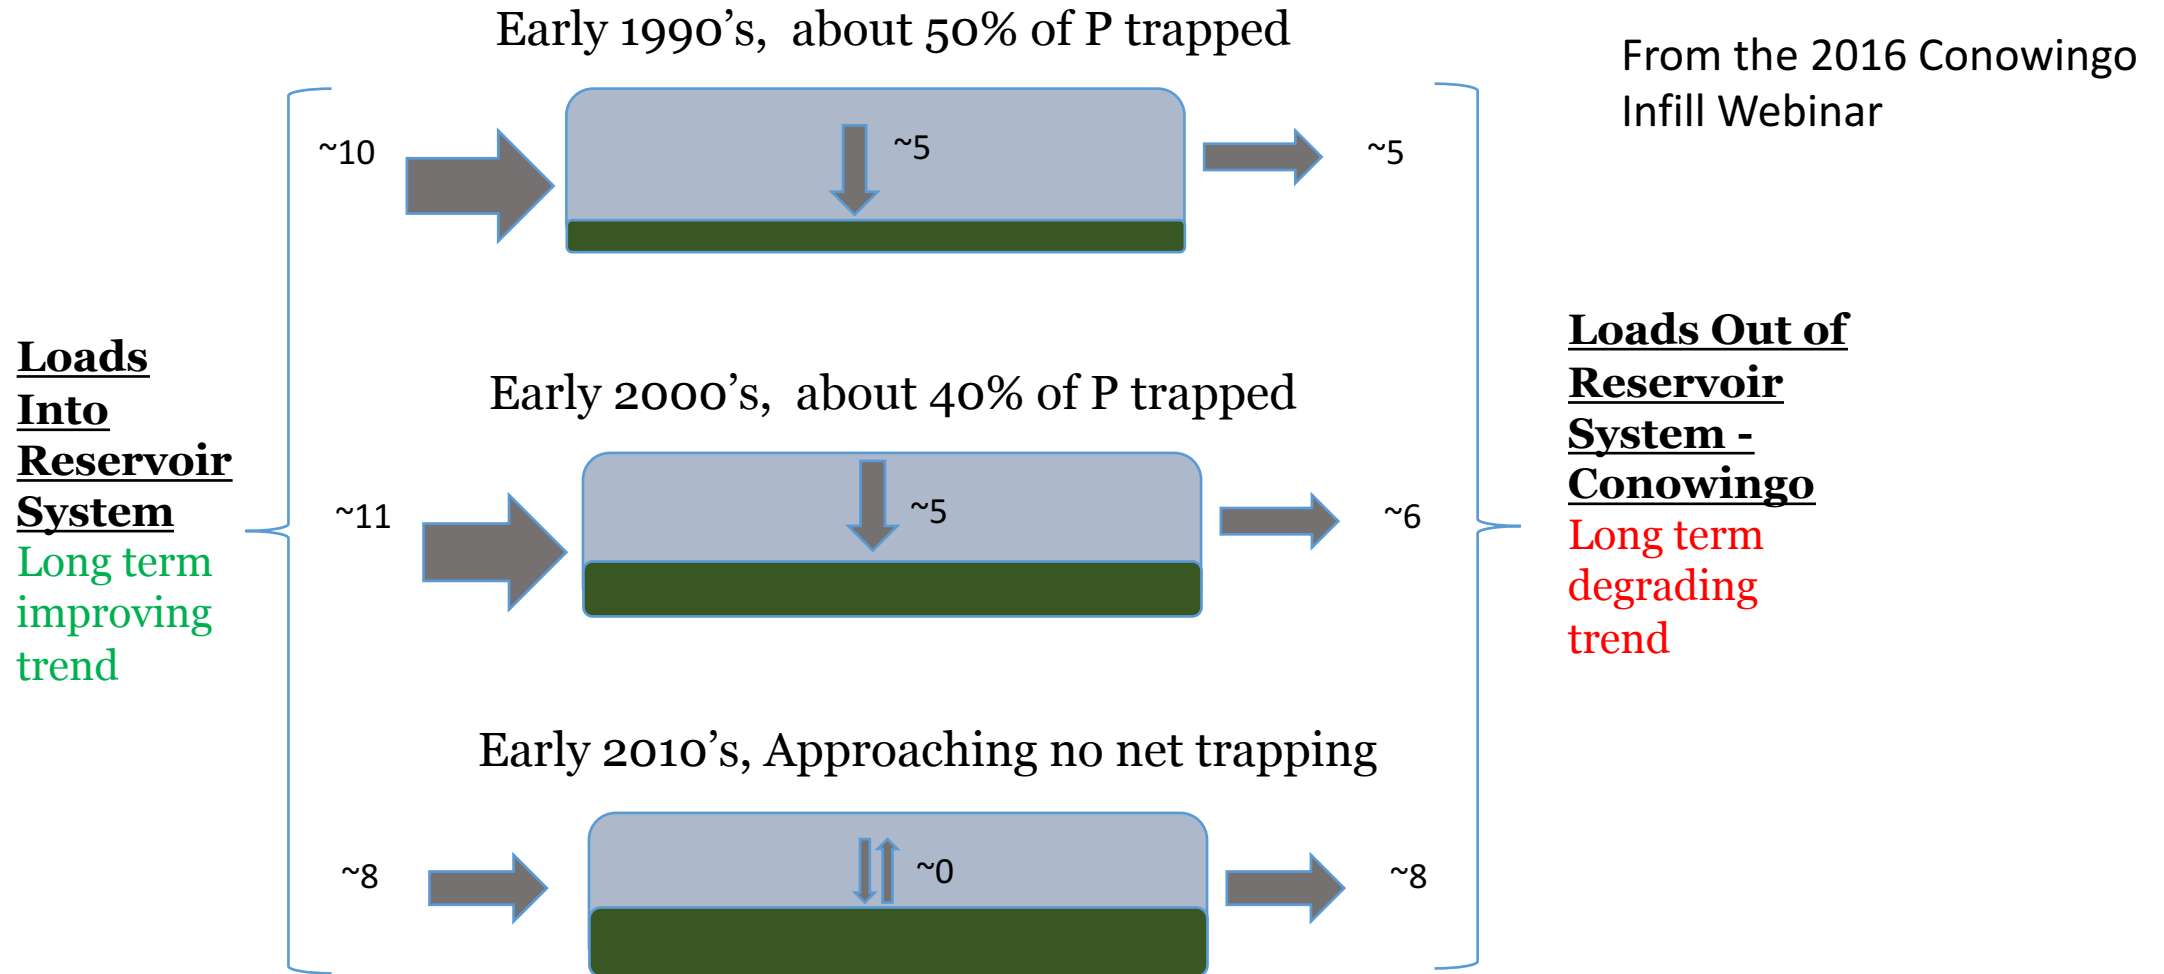 Early 1990’s,  about 50% of P trapped
From the 2016 Conowingo
Infill Webinar
~10
~5
~5
Loads
Into
Reservoir
System
Long term
improving
trend
Early 2000’s,  about 40% of P trapped
~11
~5
~6
Loads Out of
Reservoir
System -
Conowingo
Long term
degrading
trend
Early 2010’s, Approaching no net trapping
~8
~0
~8